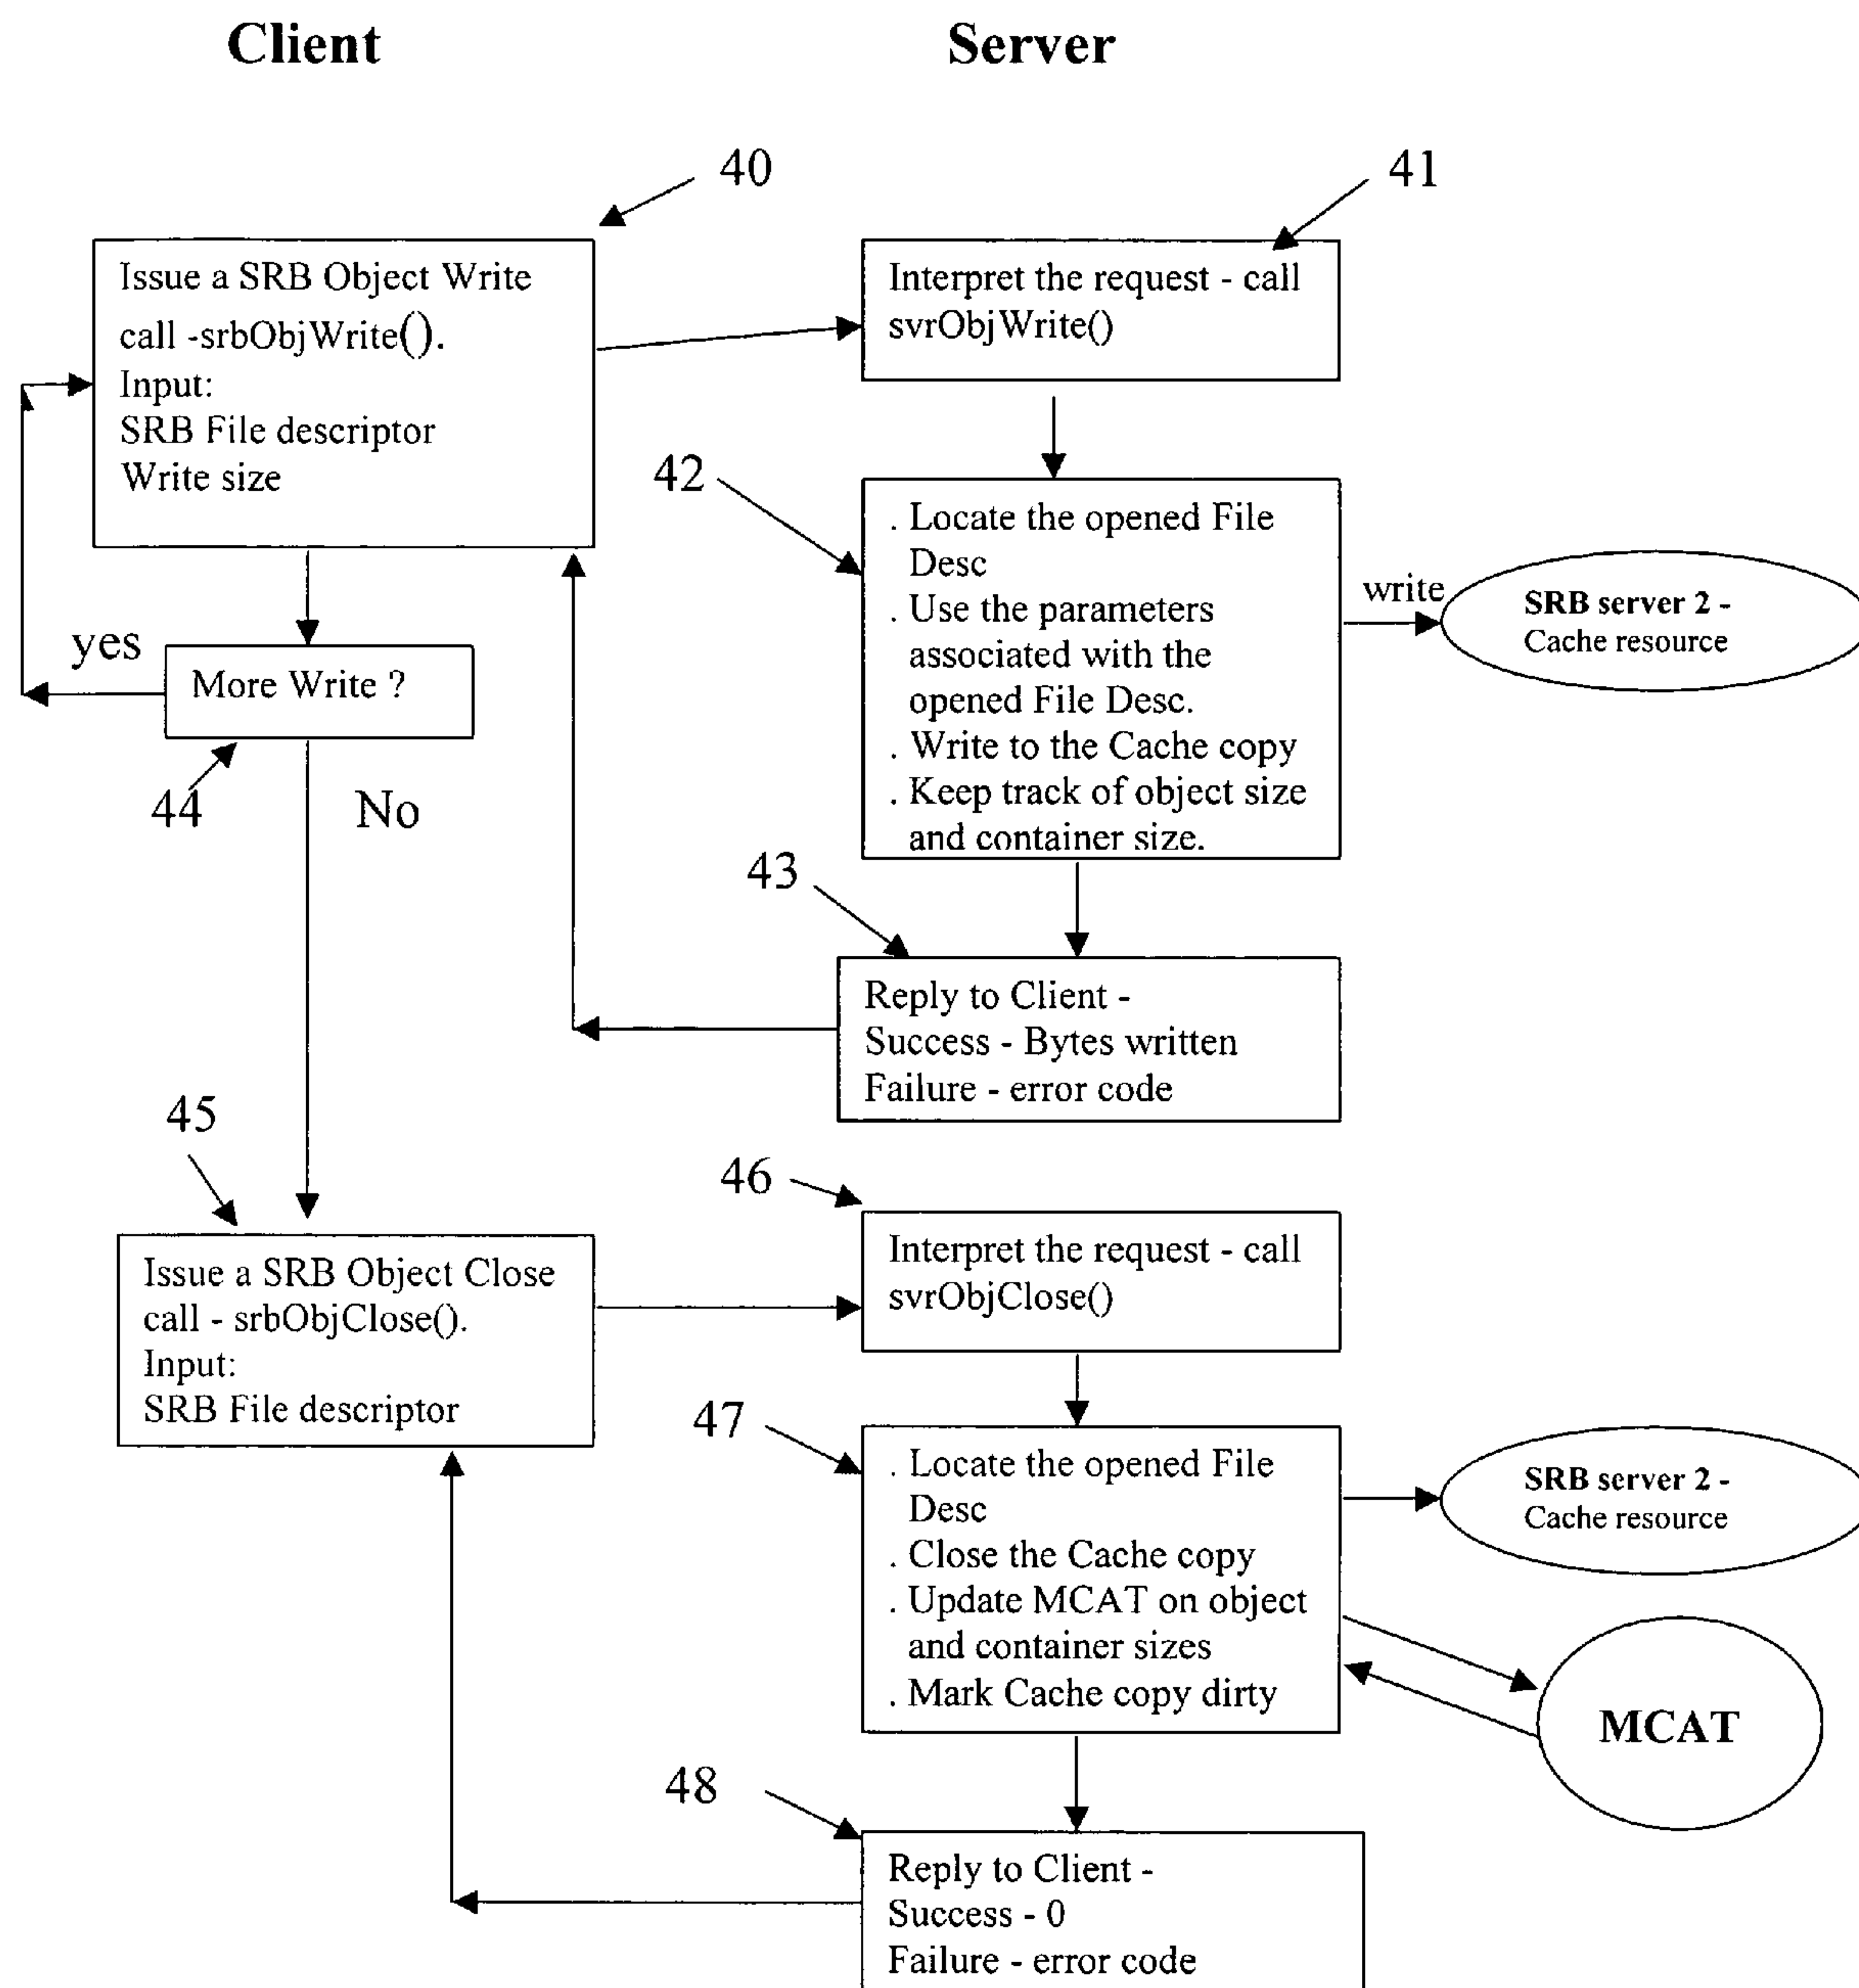 Client
Server
40
41
Issue a SRB Object Write
call -srbObjWrite().
Input:
SRB File descriptor
Write size
Interpret the request - call
svrObjWrite()
42
. Locate the opened File
Desc
. Use the parameters
associated with the
opened File Desc.
. Write to the Cache copy
. Keep track of object size
and container size.
write
SRB server 2 -
Cache resource
yes
More Write ?
44
No
43
Reply to Client -
Success - Bytes written
Failure - error code
45
46
Issue a SRB Object Close
call - srbObjClose().
Input:
SRB File descriptor
Interpret the request - call
svrObjClose()
47
. Locate the opened File
Desc
. Close the Cache copy
. Update MCAT on object
and container sizes
. Mark Cache copy dirty
SRB server 2 -
Cache resource
MCAT
48
Reply to Client -
Success - 0
Failure - error code